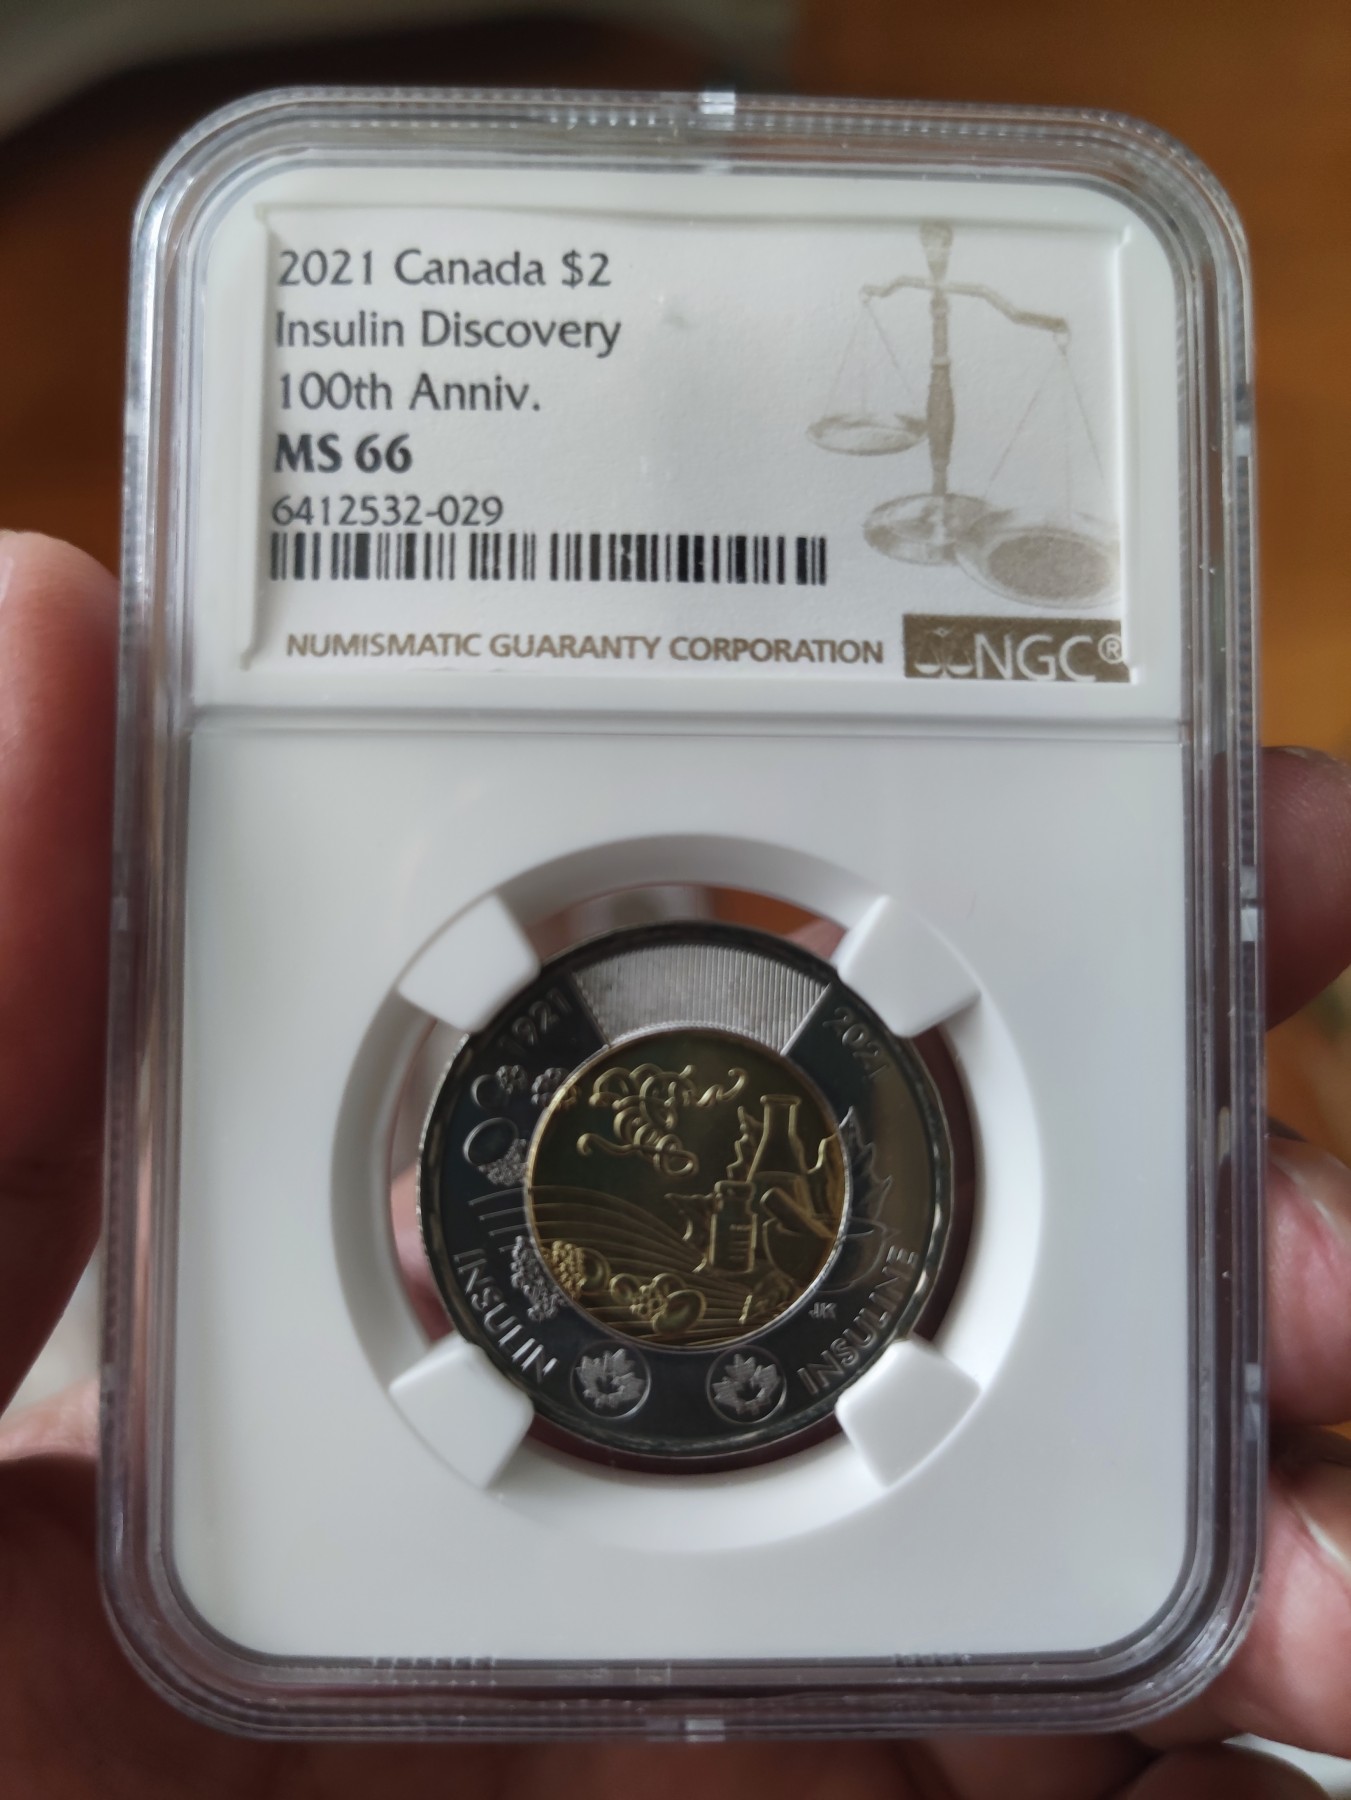 2021 Canada $2
Insulin Discovery
100th Anniv.
MS 66
6412532-029
NUMISMATIC GUARANTY CORPORATION
NGC®
1921
2021
INSULIN
INSULINE
JK